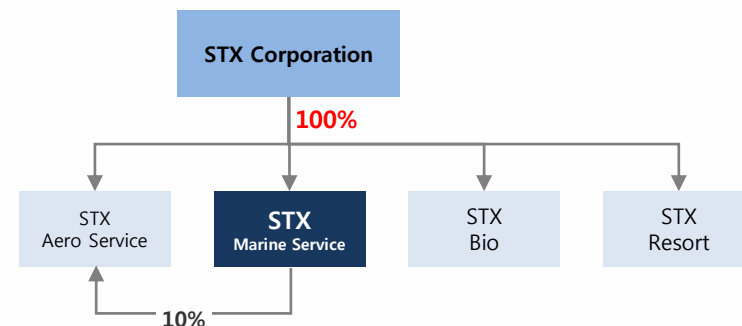 STX Corporation
100%
STX
Aero Service
STX
Marine Service
STX
Bio
STX
Resort
10%